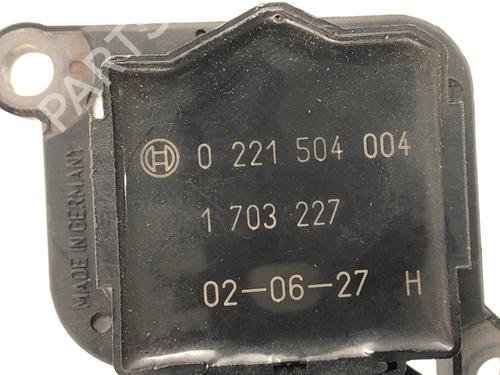 0 221 504 004
1 703 227
02-06-27 H
MADE IN GERMANY